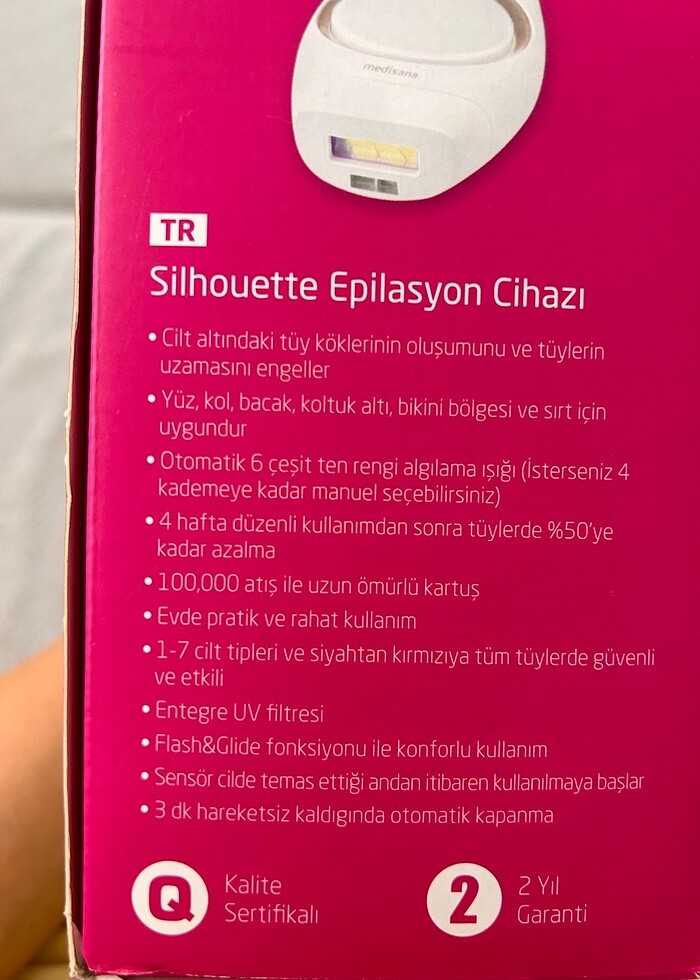 medisana
TR
Silhouette Epilasyon Cihazı
• Cilt altındaki tüy köklerinin oluşumunu ve tüylerin
uzamasını engeller
• Yüz, kol, bacak, koltuk altı, bikini bölgesi ve sırt için
uygundur
• Otomatik 6 çeşit ten rengi algılama ışığı (İsterseniz 4
kademeye kadar manuel seçebilirsiniz)
• 4 hafta düzenli kullanımdan sonra tüylerde %50'ye
kadar azalma
• 100,000 atış ile uzun ömürlü kartuş
• Evde pratik ve rahat kullanım
• 1-7 cilt tipleri ve siyahtan kırmızıya tüm tüylerde güvenli
ve etkili
• Entegre UV filtresi
• Flash&Glide fonksiyonu ile konforlu kullanım
• Sensör cilde temas ettiği andan itibaren kullanılmaya başlar
• 3 dk hareketsiz kaldıgında otomatik kapanma
Q Kalite
Sertifikalı
2 2 Yıl
Garanti